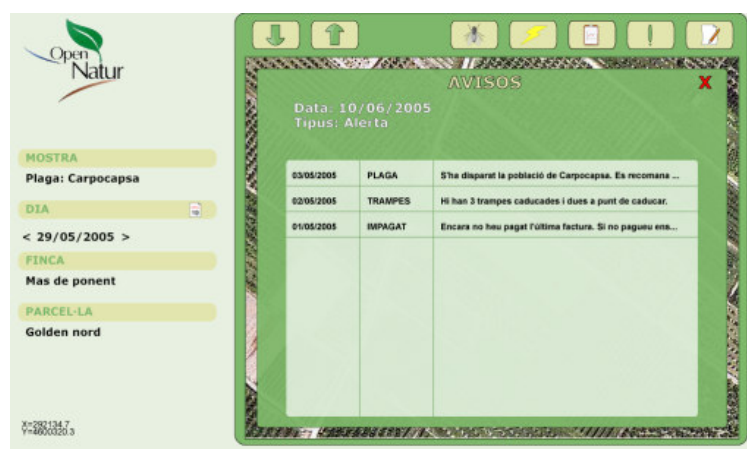 Open
Natur
MOSTRA
Plaga: Carpocapsa
DIA
< 29/05/2005 >
FINCA
Mas de ponent
PARCEL·LA
Golden nord
X=292134.7
Y=4600320.3
AVISOS
X
Data: 10/06/2005
Tipus: Alerta
03/05/2005 PLAGA S'ha disparat la població de Carpocapsa. Es recomana ...
02/05/2005 TRAMPES Hi han 3 trampes caducades i dues a punt de caducar.
01/05/2005 IMPAGAT Encara no heu pagat l'última factura. Si no pagueu ens...